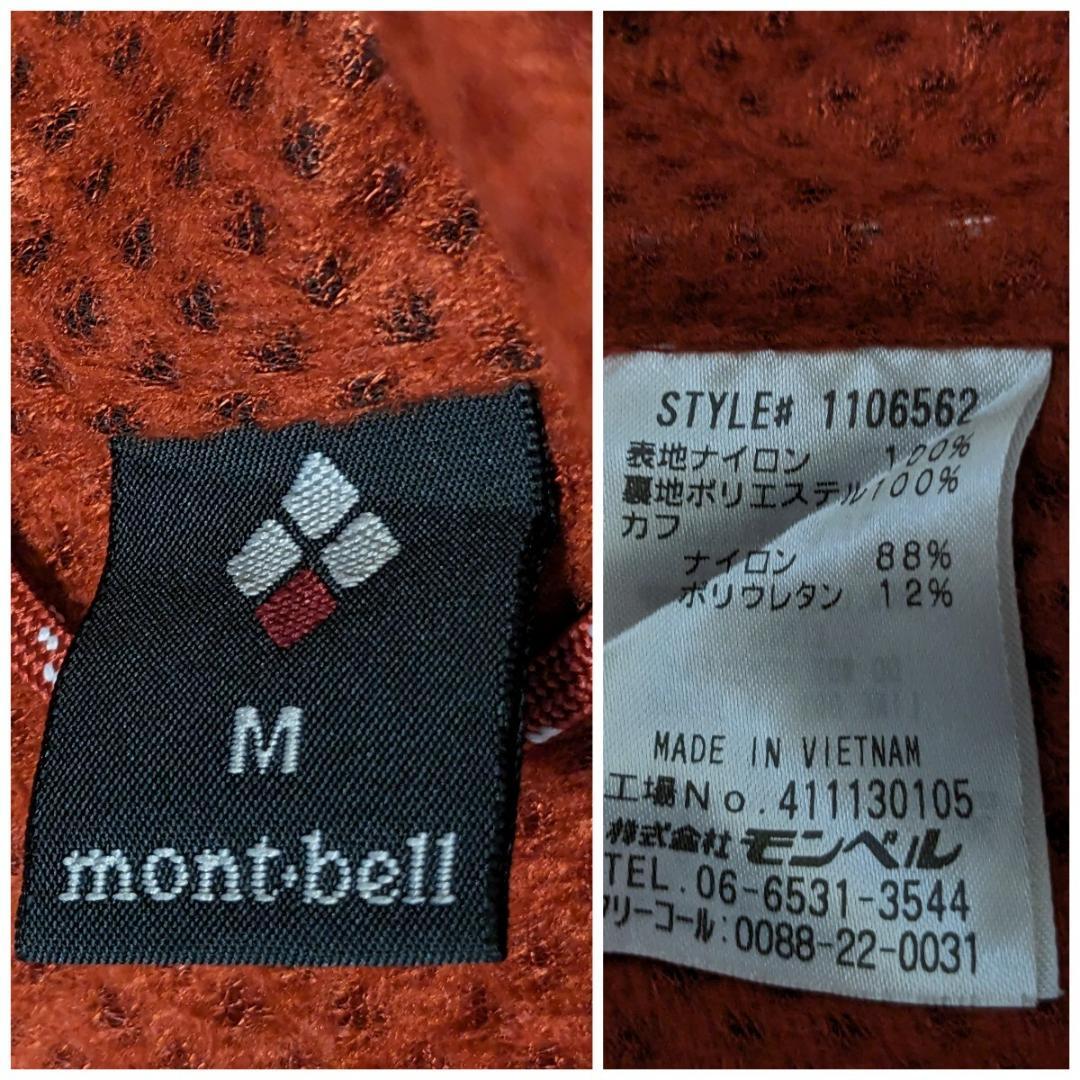 M
mont-bell
STYLE# 1106562
表地ナイロン 100%
裏地ポリエステル100%
カフ
ナイロン 88%
ポリウレタン 12%
MADE IN VIETNAM
工場No.411130105
株式会社モンベル
TEL.06-6531-3544
フリーコール:0088-22-0031